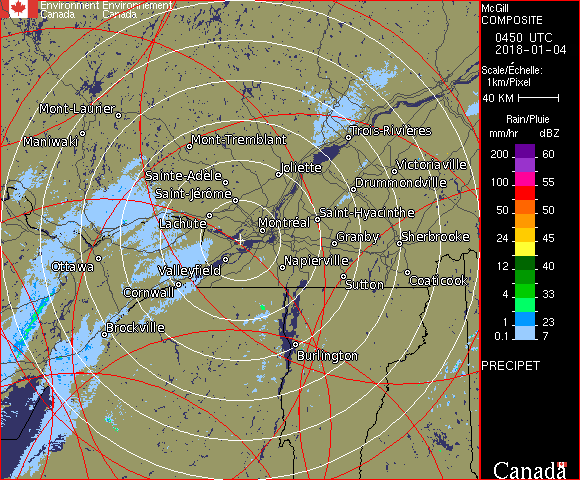 Environment Environnement
Canada Canada
McGill
COMPOSITE
0450 UTC
2018-01-04
Scale/Échelle:
1km/Pixel
40 KM
Rain/Pluie
mm/hr dBZ
200 60
150 57
100 55
50 50
24 45
12 40
4 33
1 23
0.1 7
PRECIPET
Canada
Mont-Laurier
Maniwaki
Mont-Tremblant
Trois-Rivières
Victoriaville
Joliette
Sainte-Adèle
Drummondville
Saint-Jérôme
Saint-Hyacinthe
Lachute
Montréal
Granby
Sherbrooke
Ottawa
Valleyfield
Napierville
Coaticook
Sutton
Cornwall
Brockville
Burlington